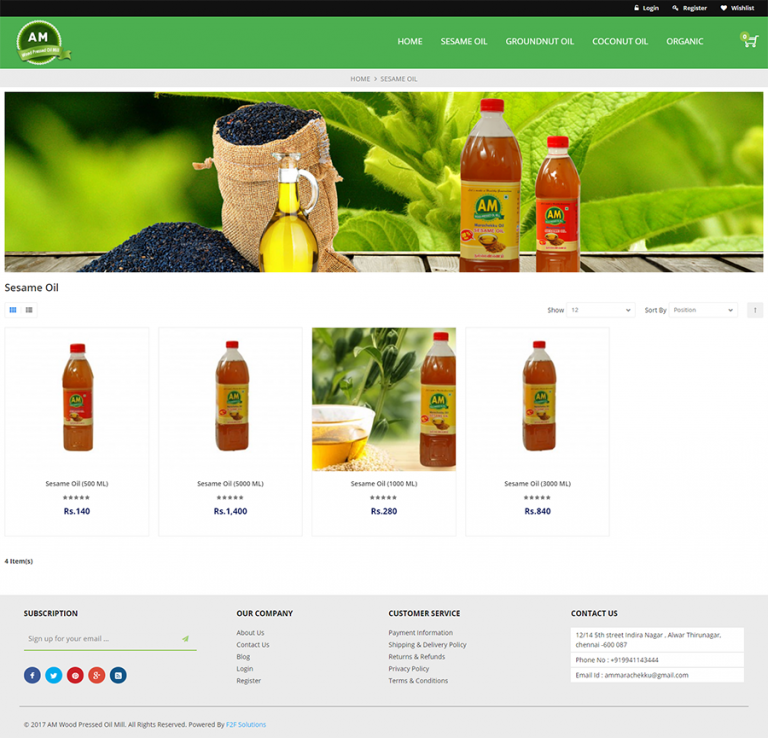 Login Register Wishlist
AM
Wood Pressed Oil Mill
HOME SESAME OIL GROUNDNUT OIL COCONUT OIL ORGANIC 0
HOME > SESAME OIL
AM
AM
Sesame Oil
Show 12 Sort By Position
AM
AM
AM
AM
Sesame Oil (500 ML)
Rs.140
Sesame Oil (5000 ML)
Rs.1,400
Sesame Oil (1000 ML)
Rs.280
Sesame Oil (3000 ML)
Rs.840
4 Item(s)
SUBSCRIPTION
Sign up for your email ...
OUR COMPANY
About Us
Contact Us
Blog
Login
Register
CUSTOMER SERVICE
Payment Information
Shipping & Delivery Policy
Returns & Refunds
Privacy Policy
Terms & Conditions
CONTACT US
12/14 5th street Indira Nagar , Alwar Thirunagar,
chennai -600 087
Phone No : +919941143444
Email Id : ammarachekku@gmail.com
© 2017 AM Wood Pressed Oil Mill. All Rights Reserved. Powered By F2F Solutions